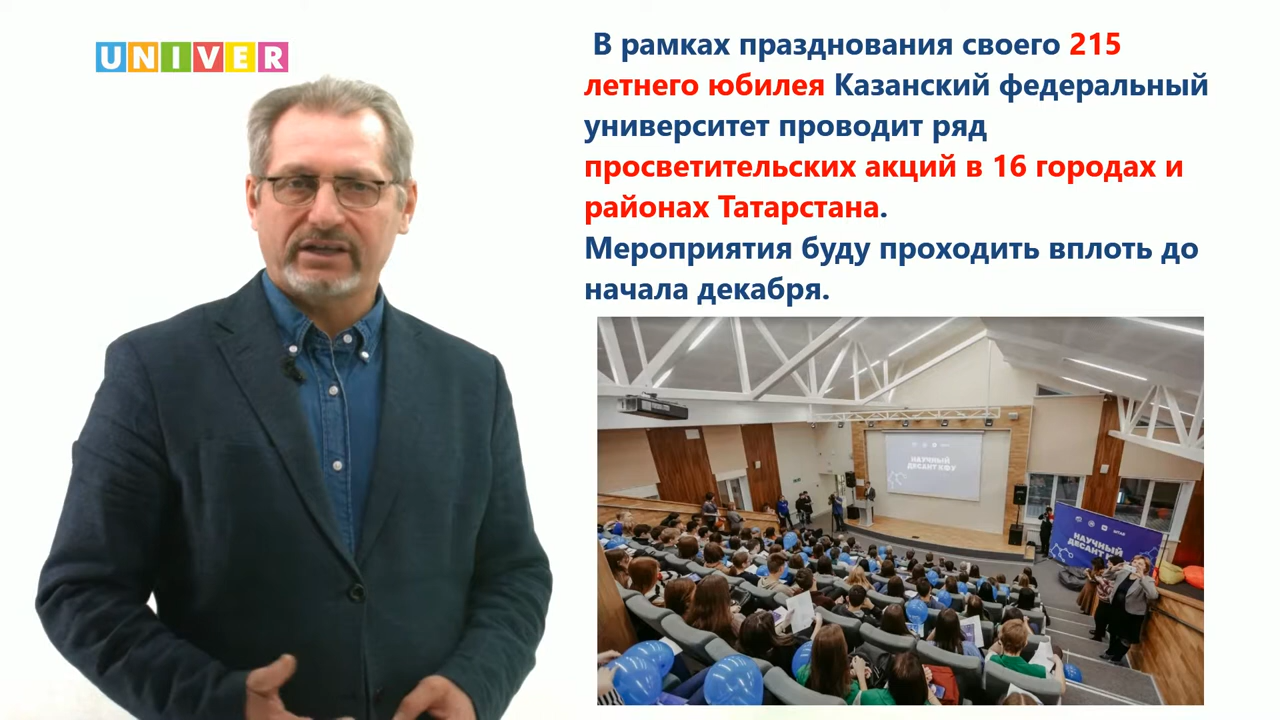 UNIVER
В рамках празднования своего 215
летнего юбилея Казанский федеральный
университет проводит ряд
просветительских акций в 16 городах и
районах Татарстана.
Мероприятия буду проходить вплоть до
начала декабря.
НАУЧНЫЙ
ДЕСАНТ КФУ
НАУЧНЫЙ
ДЕСАНТ